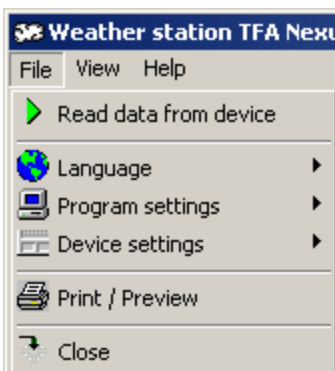 Weather station TFA Nexu
File View Help
Read data from device
Language
Program settings
Device settings
Print / Preview
Close